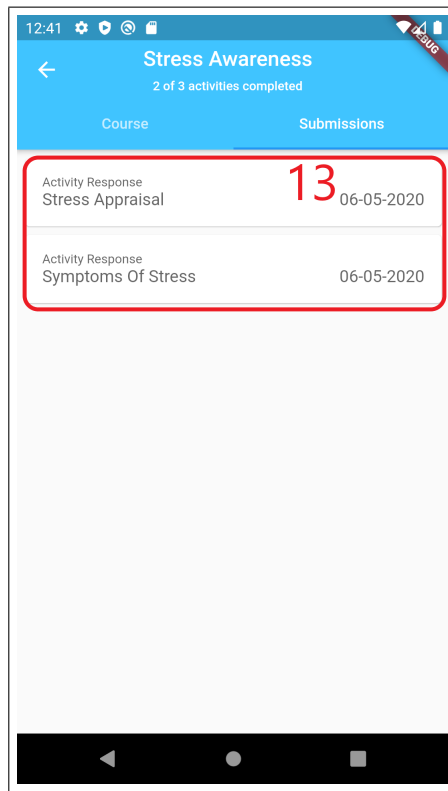 12:41
DEBUG
Stress Awareness
2 of 3 activities completed
Course
Submissions
Activity Response
Stress Appraisal
13
06-05-2020
Activity Response
Symptoms Of Stress
06-05-2020